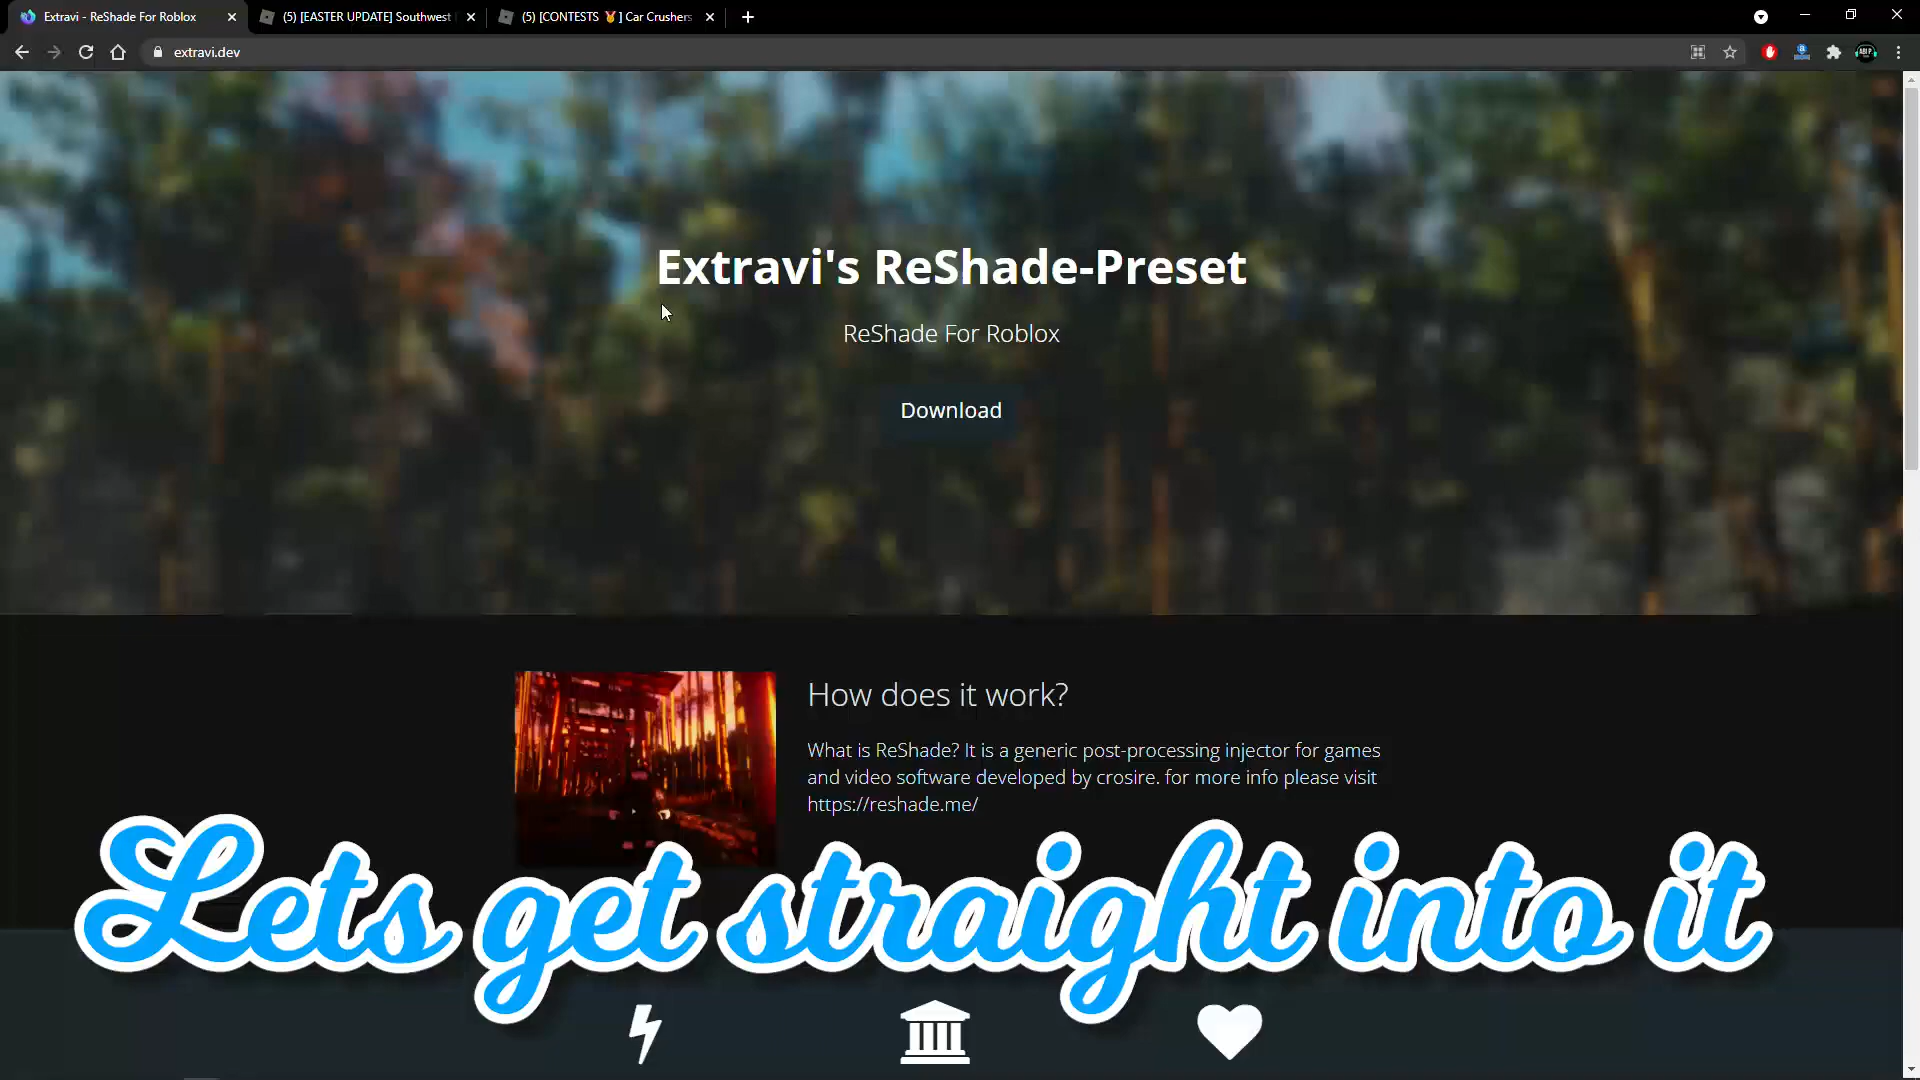 Extravi - ReShade For Roblox
(5) [EASTER UPDATE] Southwest
(5) [CONTESTS 🥇] Car Crushers
extravi.dev
Extravi's ReShade-Preset
ReShade For Roblox
Download
How does it work?
What is ReShade? It is a generic post-processing injector for games
and video software developed by crosire. for more info please visit
https://reshade.me/
Lets get straight into it